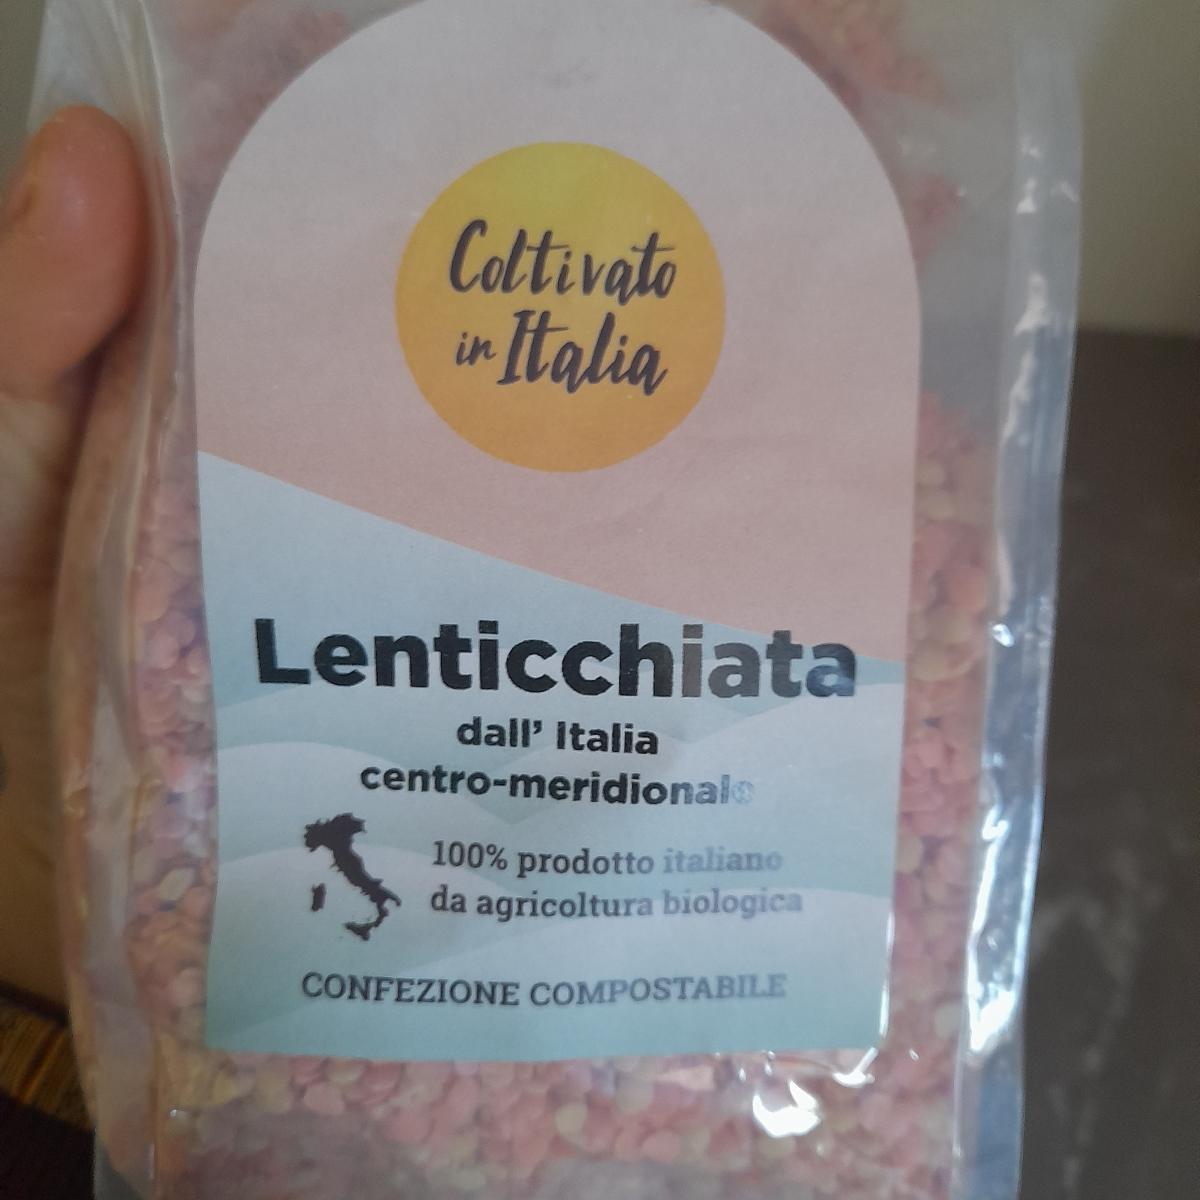 Coltivato
in Italia
Lenticchiata
dall' Italia
centro-meridionale
100% prodotto italiano
da agricoltura biologica
CONFEZIONE COMPOSTABILE